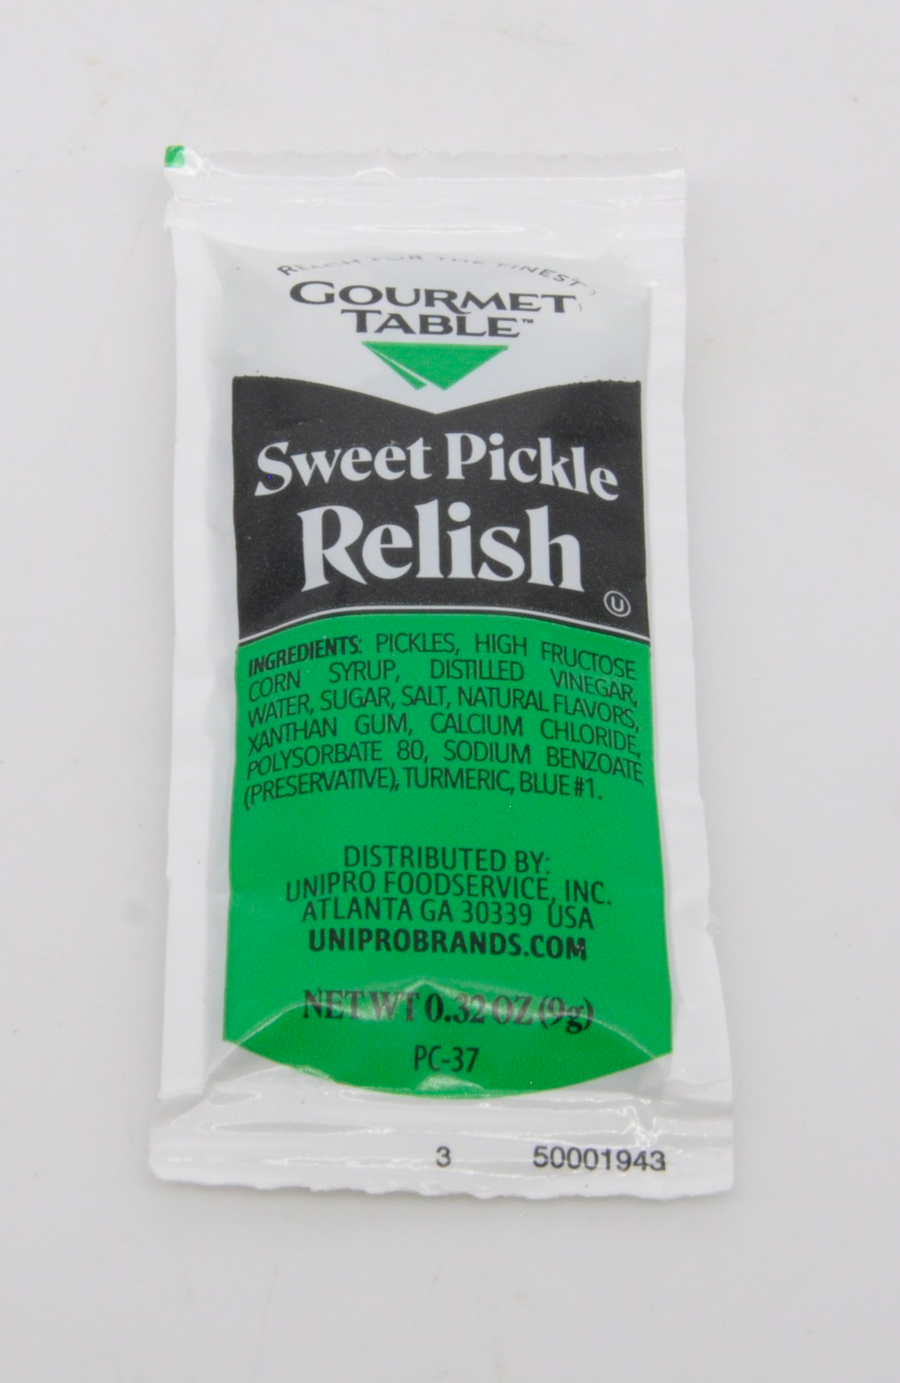 REACH FOR THE FINEST
GOURMET
TABLE™
Sweet Pickle
Relish
U
INGREDIENTS: PICKLES, HIGH FRUCTOSE
CORN SYRUP, DISTILLED VINEGAR,
WATER, SUGAR, SALT, NATURAL FLAVORS,
XANTHAN GUM, CALCIUM CHLORIDE,
POLYSORBATE 80, SODIUM BENZOATE
(PRESERVATIVE), TURMERIC, BLUE #1.
DISTRIBUTED BY:
UNIPRO FOODSERVICE, INC.
ATLANTA GA 30339 USA
UNIPROBRANDS.COM
NET WT 0.32 OZ (9g)
PC-37
3 50001943